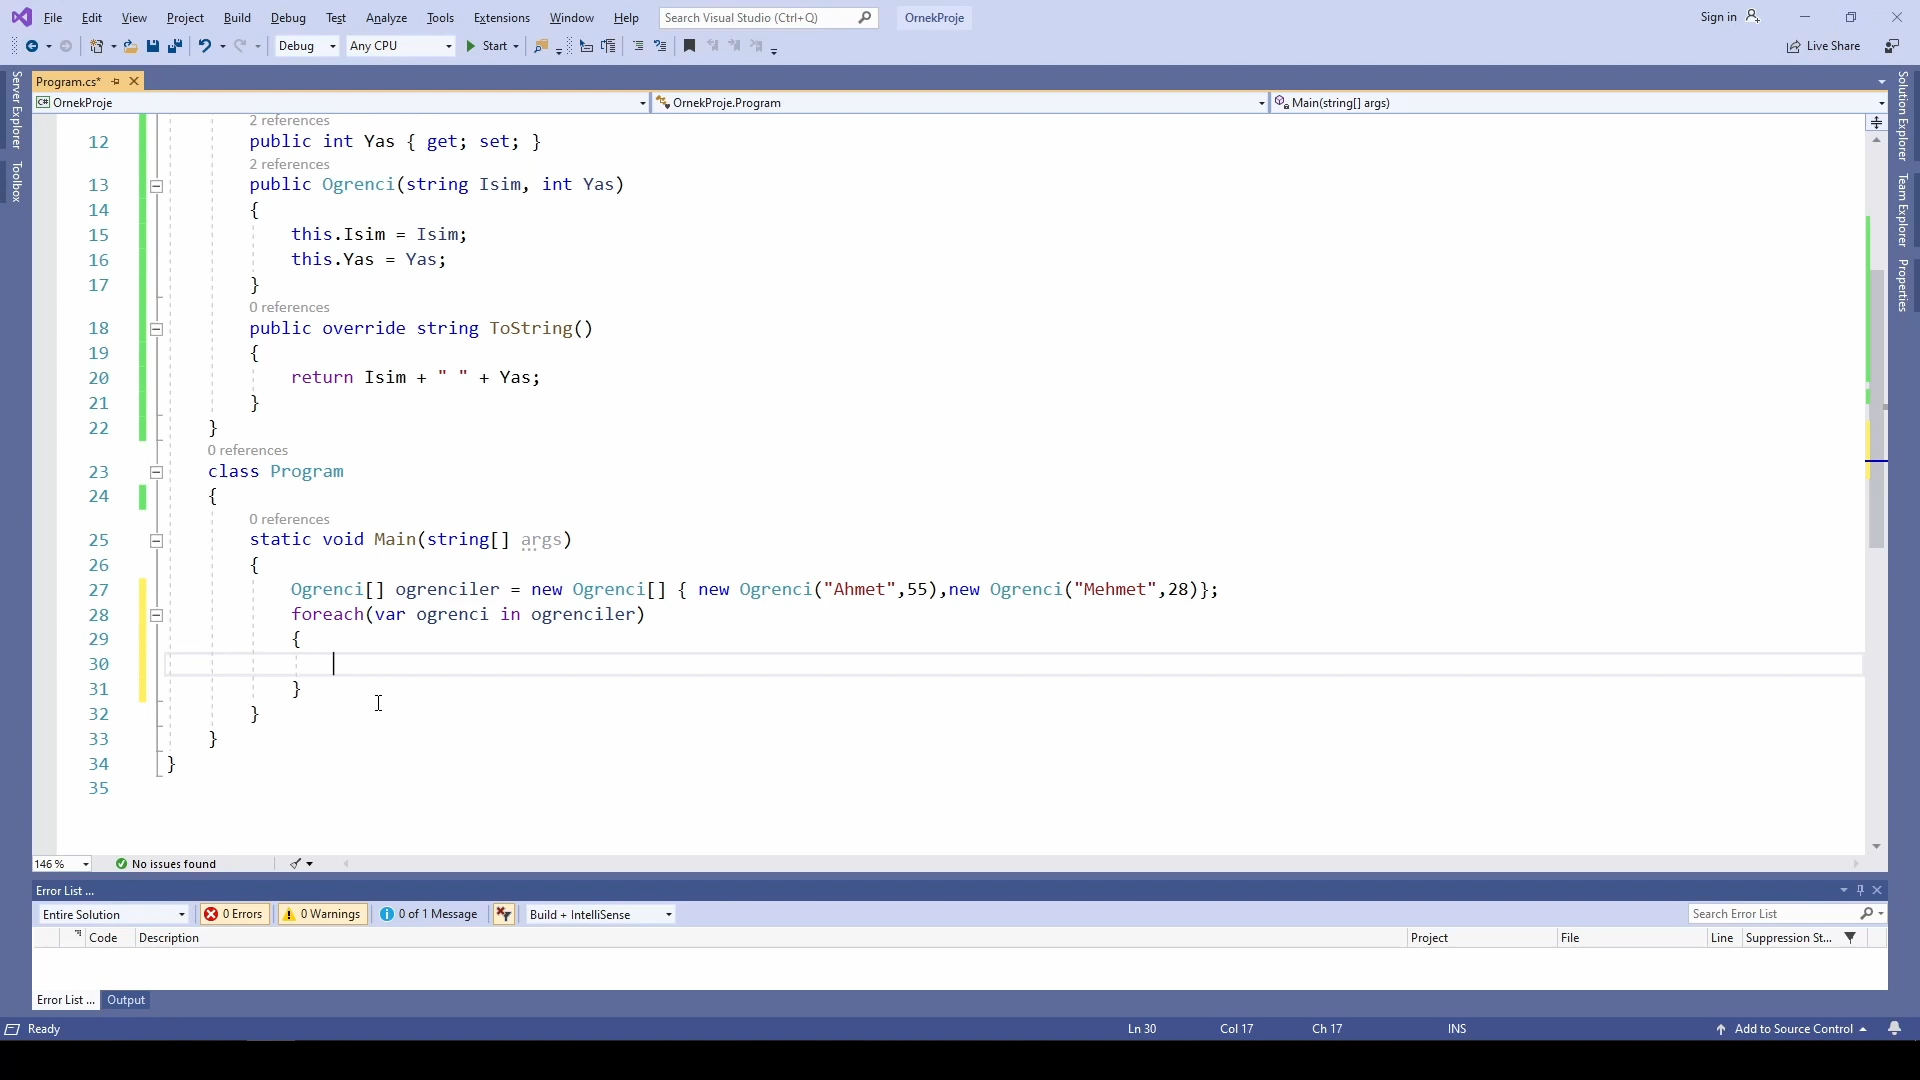 File Edit View Project Build Debug Test Analyze Tools Extensions Window Help Search Visual Studio (Ctrl+Q) OrnekProje Sign in
Debug Any CPU Start Live Share
Server Explorer
Toolbox
Solution Explorer
Team Explorer
Properties
Program.cs*
OrnekProje OrnekProje.Program Main(string[] args)
2 references
12 public int Yas { get; set; }
2 references
13 public Ogrenci(string Isim, int Yas)
14 {
15 this.Isim = Isim;
16 this.Yas = Yas;
17 }
0 references
18 public override string ToString()
19 {
20 return Isim + " " + Yas;
21 }
22 }
0 references
23 class Program
24 {
0 references
25 static void Main(string[] args)
26 {
27 Ogrenci[] ogrenciler = new Ogrenci[] { new Ogrenci("Ahmet",55),new Ogrenci("Mehmet",28)};
28 foreach(var ogrenci in ogrenciler)
29 {
30
31 }
32 }
33 }
34 }
35
146 % No issues found
Error List ...
Entire Solution 0 Errors 0 Warnings 0 of 1 Message Build + IntelliSense Search Error List
Code Description Project File Line Suppression St...
Error List ... Output
Ready Ln 30 Col 17 Ch 17 INS Add to Source Control